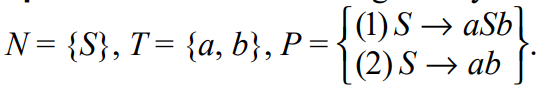 N = {S}, T = {a, b}, P = {(1) S → aSb
(2) S → ab}.